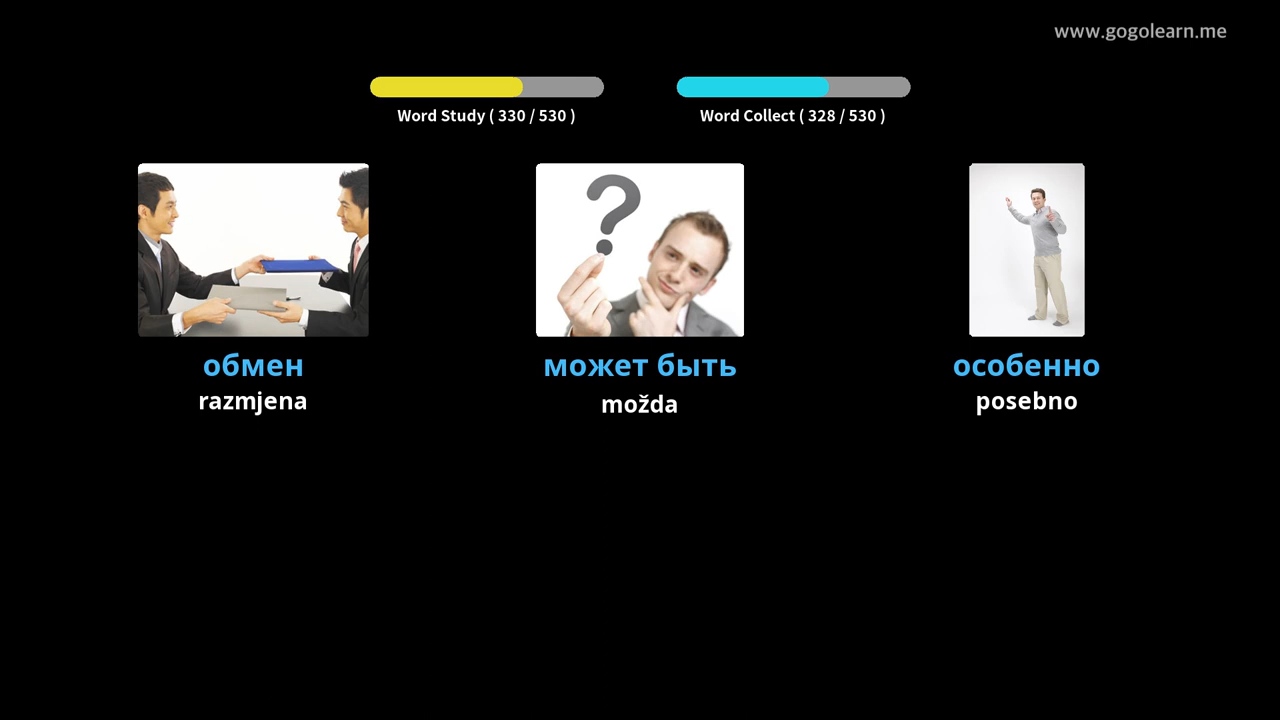 www.gogolearn.me
Word Study ( 330 / 530 )
Word Collect ( 328 / 530 )
обмен
может быть
особенно
razmjena
možda
posebno